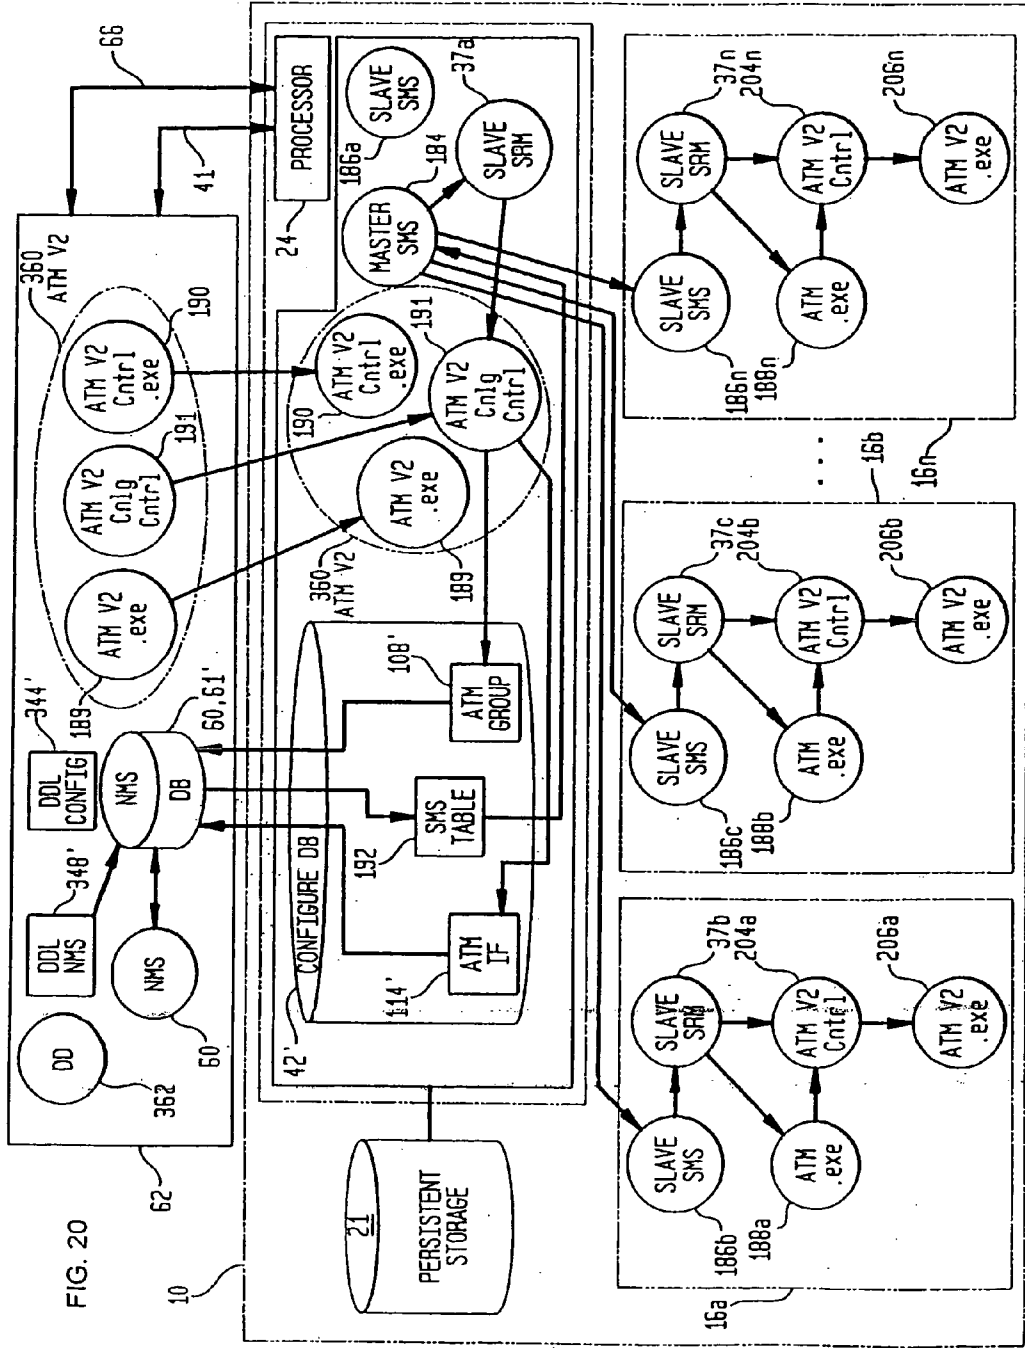 FIG. 20
62
DD
362
DDL
NMS
348'
NMS
60
DDL
CONFIG
344'
NMS
DB
60,61'
189
ATM V2
.exe
ATM V2
Cnlg
Cntrl
191
ATM V2
Cntrl
.exe
190
360
ATM V2
41
66
10
21
PERSISTENT
STORAGE
42'
CONFIGURE DB
114'
ATM
IF
192
SMS
TABLE
108'
ATM
GROUP
360
ATM V2
189
ATM V2
.exe
190
ATM V2
Cntrl
.exe
191
ATM V2
Cnlg
Cntrl
24
PROCESSOR
MASTER
SMS
184
186a
SLAVE
SMS
SLAVE
SRM
37a
16a
186b
SLAVE
SMS
188a
ATM
.exe
SLAVE
SRM
37b
204a
ATM V2
Cntrl
206a
ATM V2
.exe
16b
186c
SLAVE
SMS
188b
ATM
.exe
SLAVE
SRM
37c
204b
ATM V2
Cntrl
206b
ATM V2
.exe
...
16n
186n
SLAVE
SMS
188n
ATM
.exe
SLAVE
SRM
37n
204n
ATM V2
Cntrl
206n
ATM V2
.exe